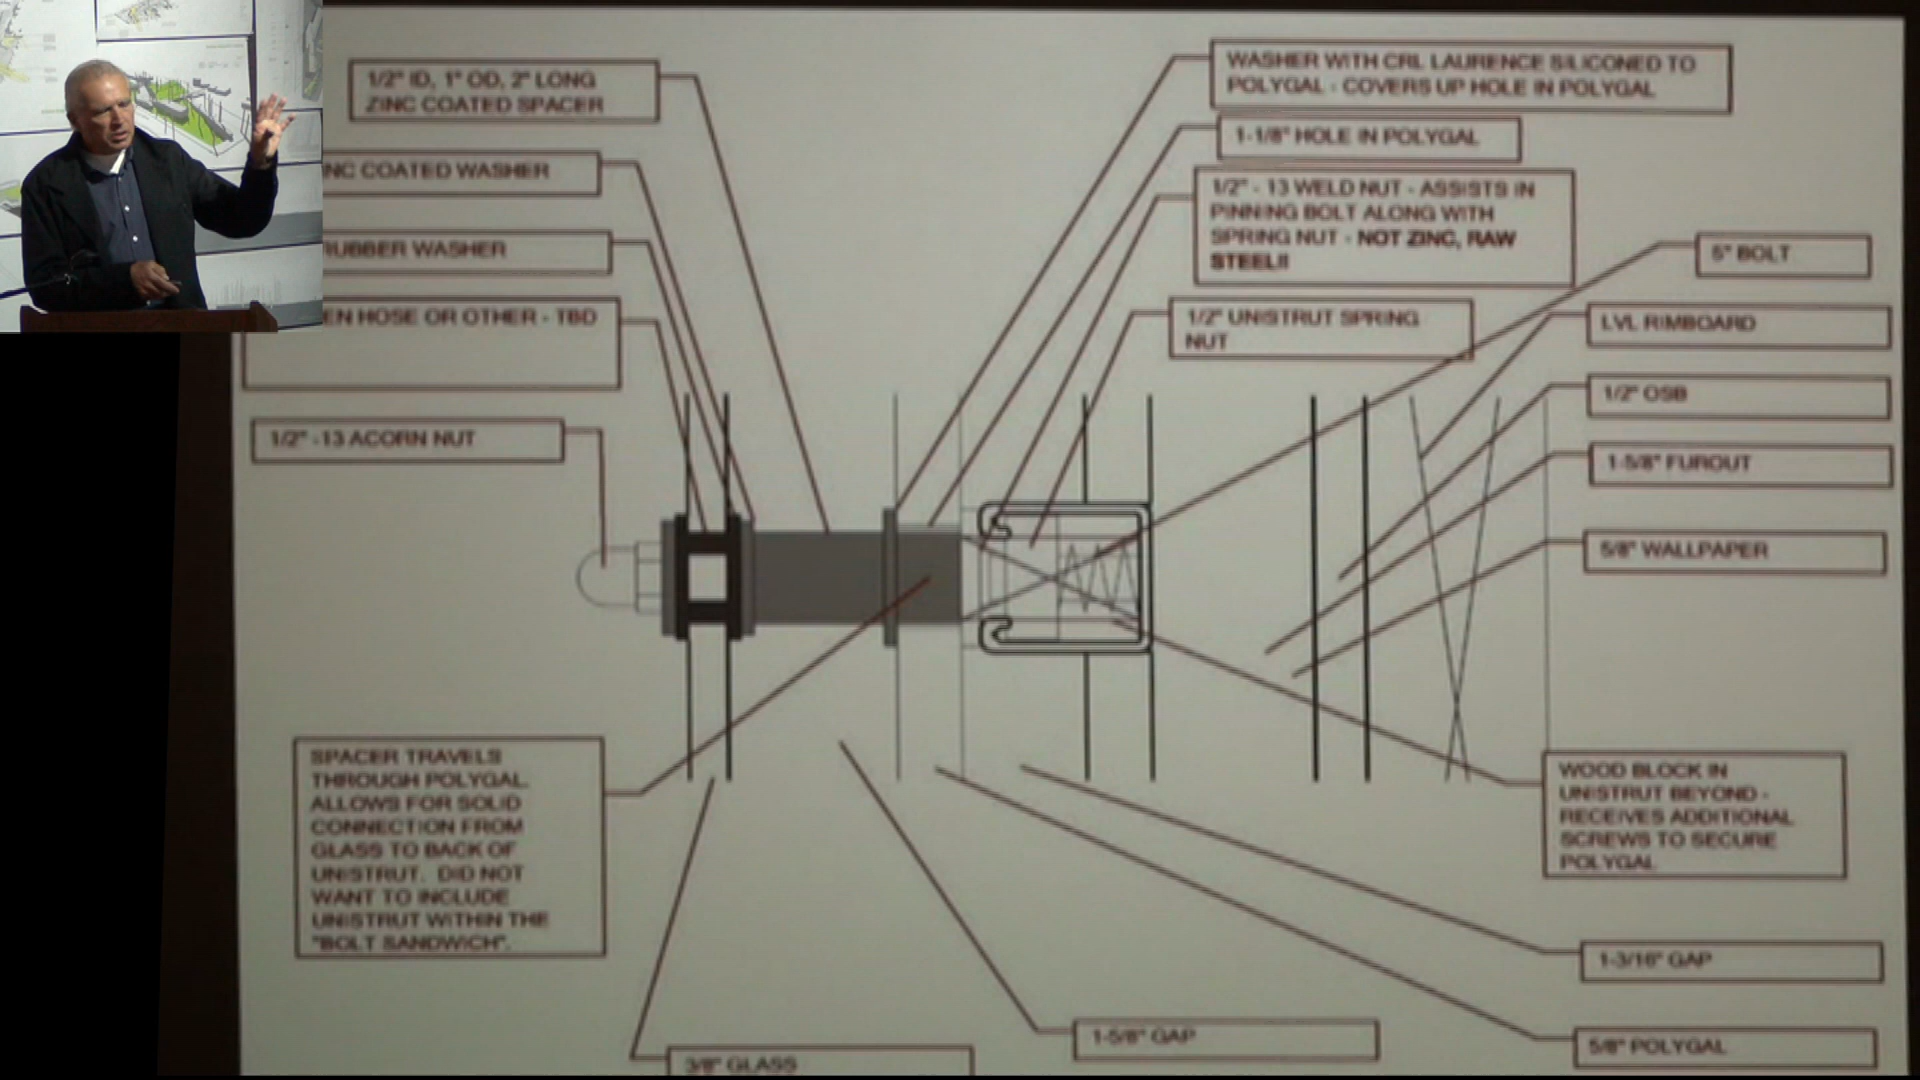 1/2" ID, 1" OD, 2" LONG
ZINC COATED SPACER
NC COATED WASHER
RUBBER WASHER
EN HOSE OR OTHER - TBD
1/2" -13 ACORN NUT
SPACER TRAVELS
THROUGH POLYGAL.
ALLOWS FOR SOLID
CONNECTION FROM
GLASS TO BACK OF
UNISTRUT. DID NOT
WANT TO INCLUDE
UNISTRUT WITHIN THE
"BOLT SANDWICH".
3/8" GLASS
1-5/8" GAP
WASHER WITH CRL LAURENCE SILICONED TO
POLYGAL - COVERS UP HOLE IN POLYGAL
1-1/8" HOLE IN POLYGAL
1/2" - 13 WELD NUT - ASSISTS IN
PINNING BOLT ALONG WITH
SPRING NUT - NOT ZINC, RAW
STEEL!!
1/2" UNISTRUT SPRING
NUT
5" BOLT
LVL RIMBOARD
1/2" OSB
1-5/8" FUROUT
5/8" WALLPAPER
WOOD BLOCK IN
UNISTRUT BEYOND -
RECEIVES ADDITIONAL
SCREWS TO SECURE
POLYGAL
1-3/16" GAP
5/8" POLYGAL